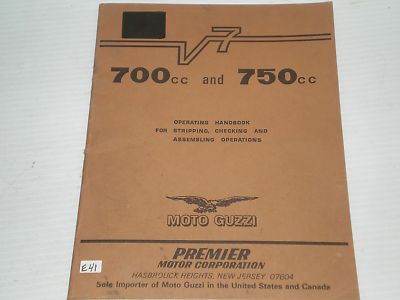 V7
700cc and 750cc
OPERATING HANDBOOK
FOR STRIPPING, CHECKING AND
ASSEMBLING OPERATIONS
MOTO GUZZI
E41
PREMIER
MOTOR CORPORATION
HASBROUCK HEIGHTS, NEW JERSEY 07604
Sole Importer of Moto Guzzi in the United States and Canada